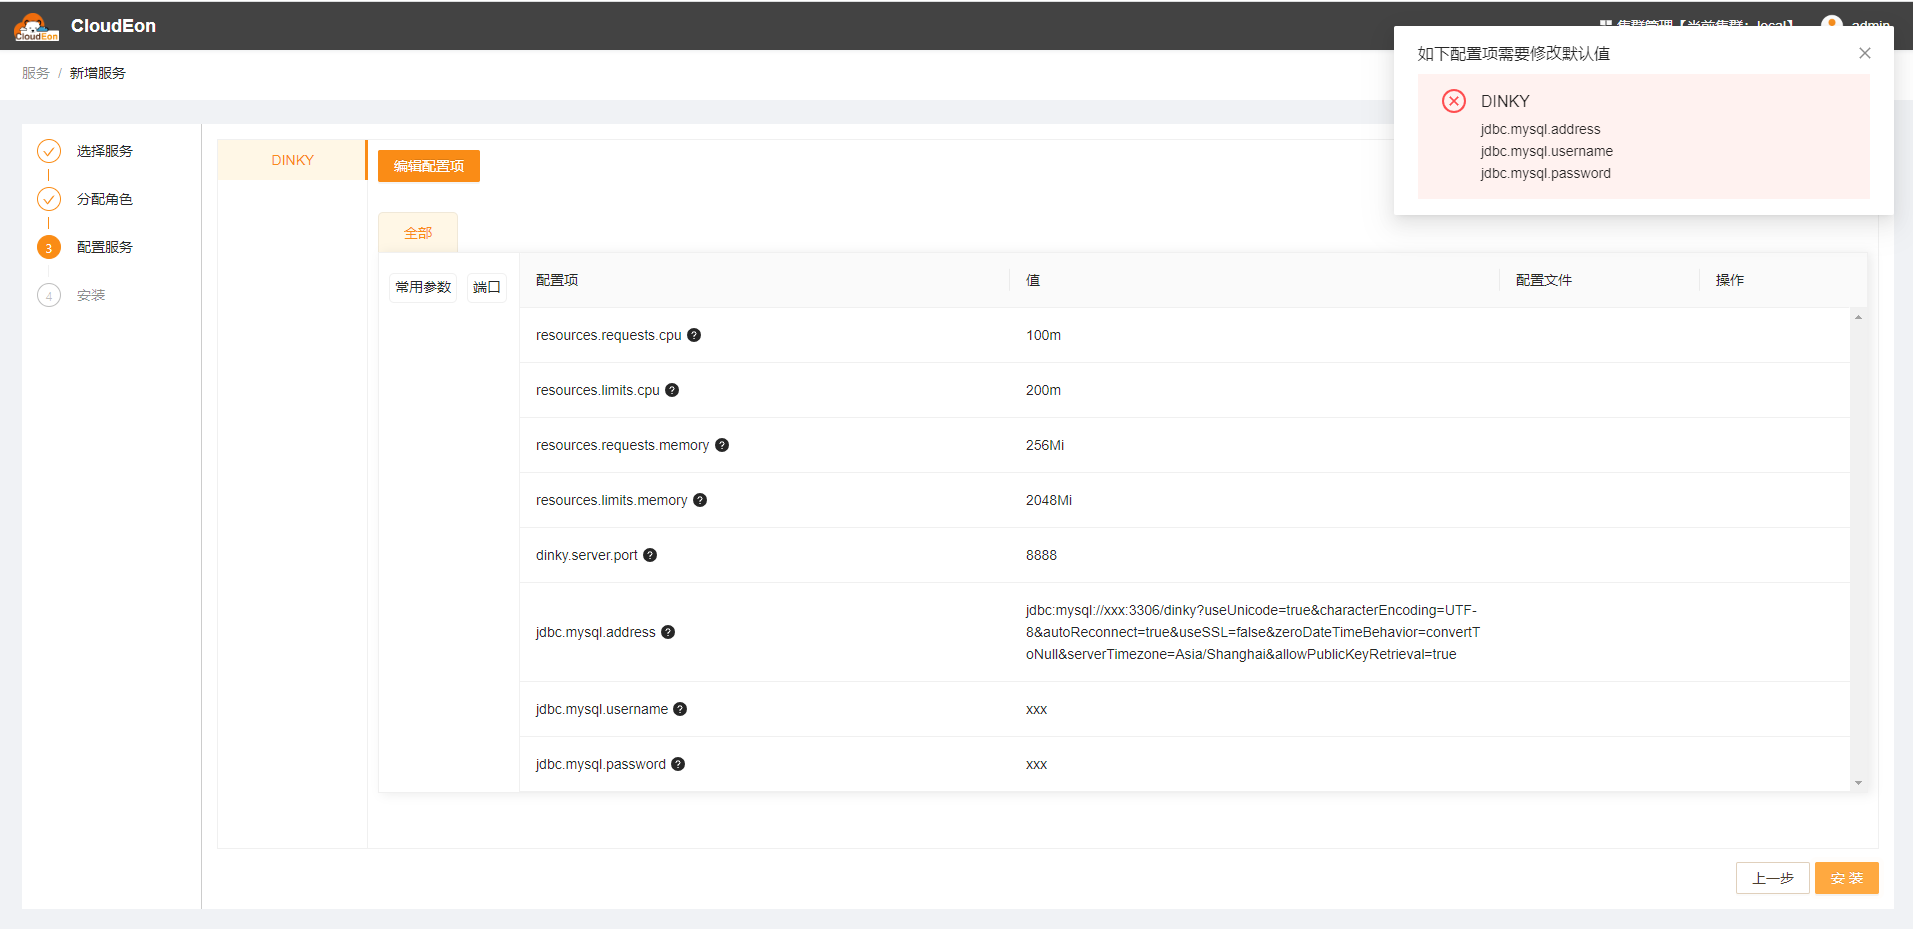 CloudEon
CloudEon
集群管理【当前集群：local】
admin
服务 / 新增服务
如下配置项需要修改默认值
DINKY
jdbc.mysql.address
jdbc.mysql.username
jdbc.mysql.password
选择服务
分配角色
3 配置服务
4 安装
DINKY
编辑配置项
全部
常用参数
端口
配置项 值 配置文件 操作
resources.requests.cpu ? 100m
resources.limits.cpu ? 200m
resources.requests.memory ? 256Mi
resources.limits.memory ? 2048Mi
dinky.server.port ? 8888
jdbc.mysql.address ?
jdbc:mysql://xxx:3306/dinky?useUnicode=true&characterEncoding=UTF-
8&autoReconnect=true&useSSL=false&zeroDateTimeBehavior=convertT
oNull&serverTimezone=Asia/Shanghai&allowPublicKeyRetrieval=true
jdbc.mysql.username ? xxx
jdbc.mysql.password ? xxx
上一步
安 装